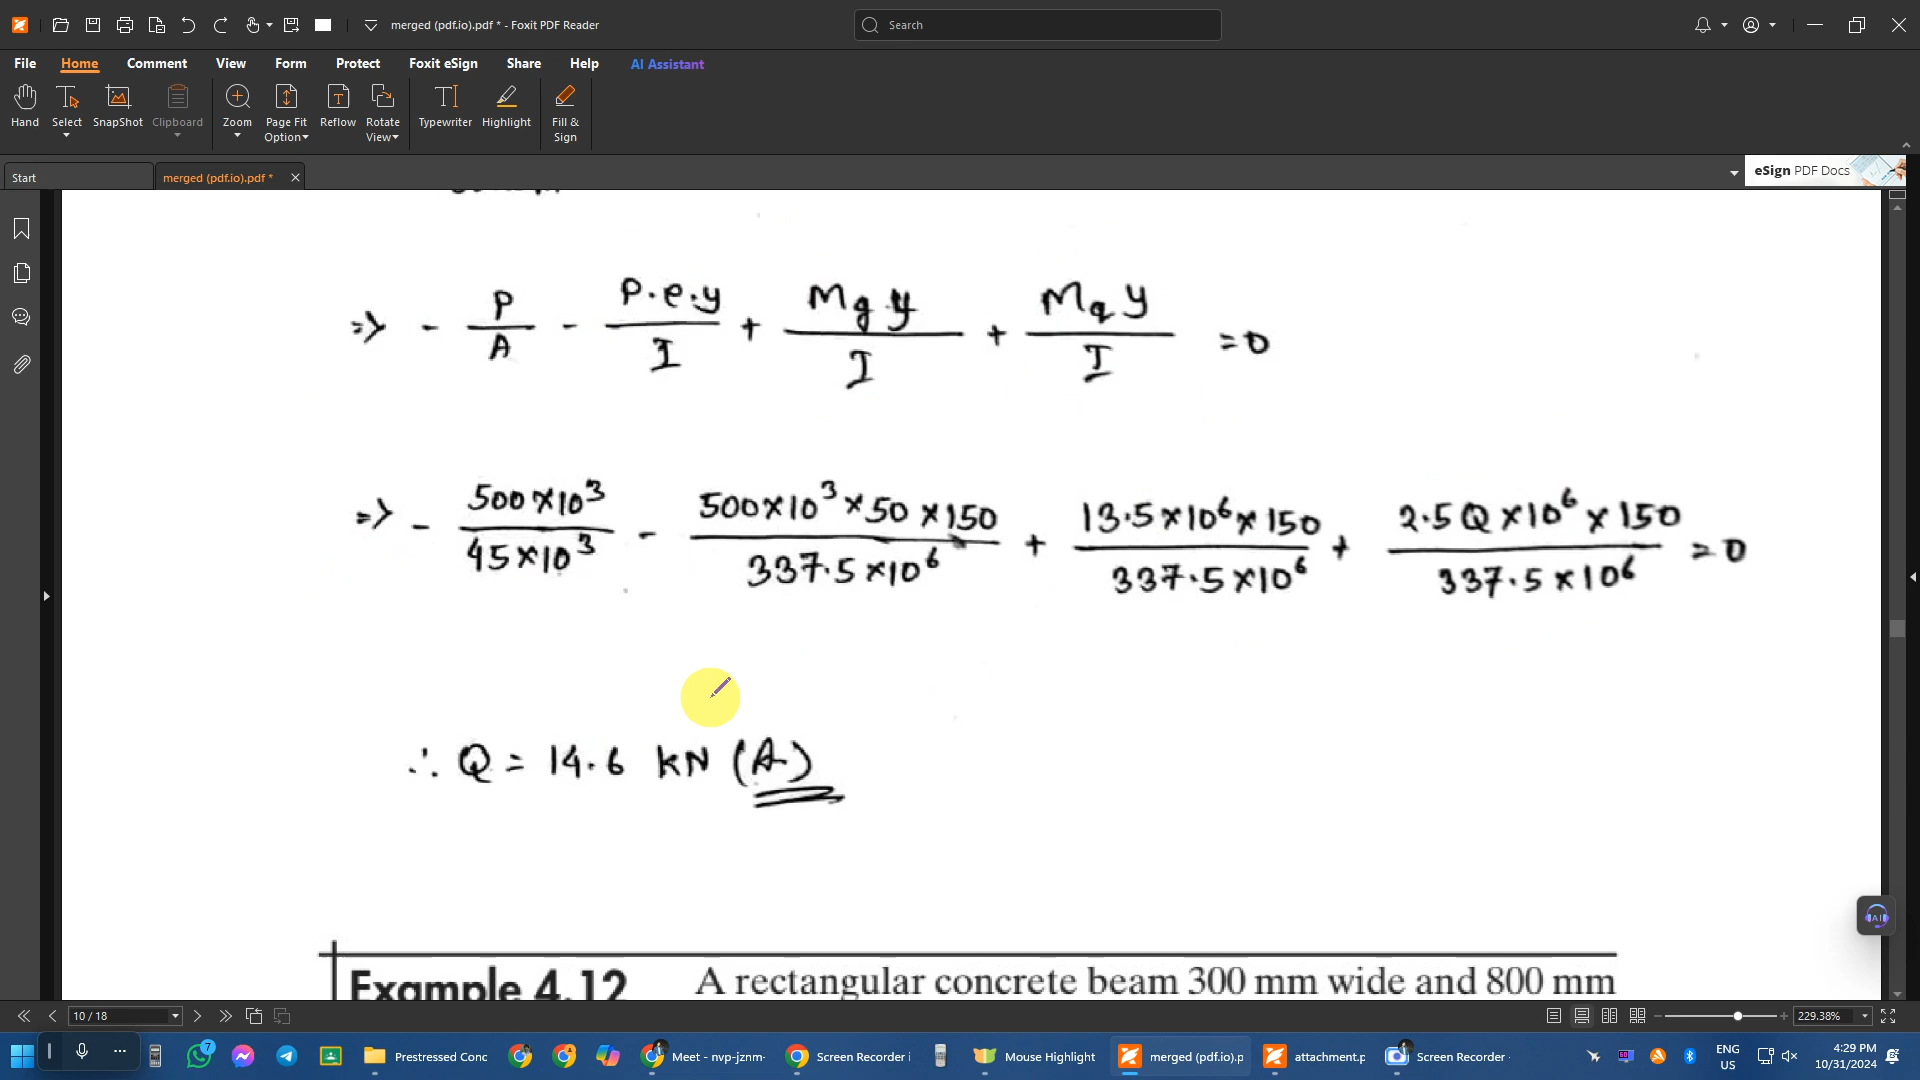 merged (pdf.io).pdf * - Foxit PDF Reader
Search
File Home Comment View Form Protect Foxit eSign Share Help AI Assistant
Hand Select SnapShot Clipboard Zoom Page Fit Option Reflow Rotate View Typewriter Highlight Fill & Sign
Start
merged (pdf.io).pdf *
eSign PDF Docs
=> - P/A - P.e.y/I + Mg y/I + Mq y/I = 0
=> - 500×10³/45×10³ - 500×10³×50×150/337.5×10⁶ + 13.5×10⁶×150/337.5×10⁶ + 2.5Q×10⁶×150/337.5×10⁶ = 0
∴ Q = 14.6 kN (A)
Example 4.12 A rectangular concrete beam 300 mm wide and 800 mm
AI
10 / 18
229.38%
7
Prestressed Conc
Meet - nvp-jznm-
Screen Recorder i
Mouse Highlight
merged (pdf.io).p
attachment.p
Screen Recorder
60
ENG
US
4:29 PM
10/31/2024